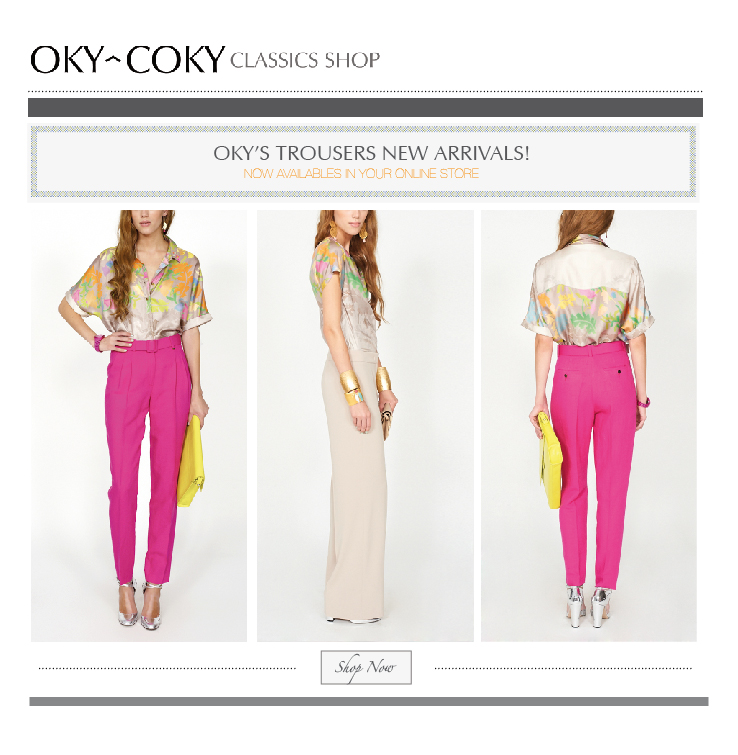 OKY^COKY CLASSICS SHOP
OKY'S TROUSERS NEW ARRIVALS!
NOW AVAILABLES IN YOUR ONLINE STORE
Shop Now